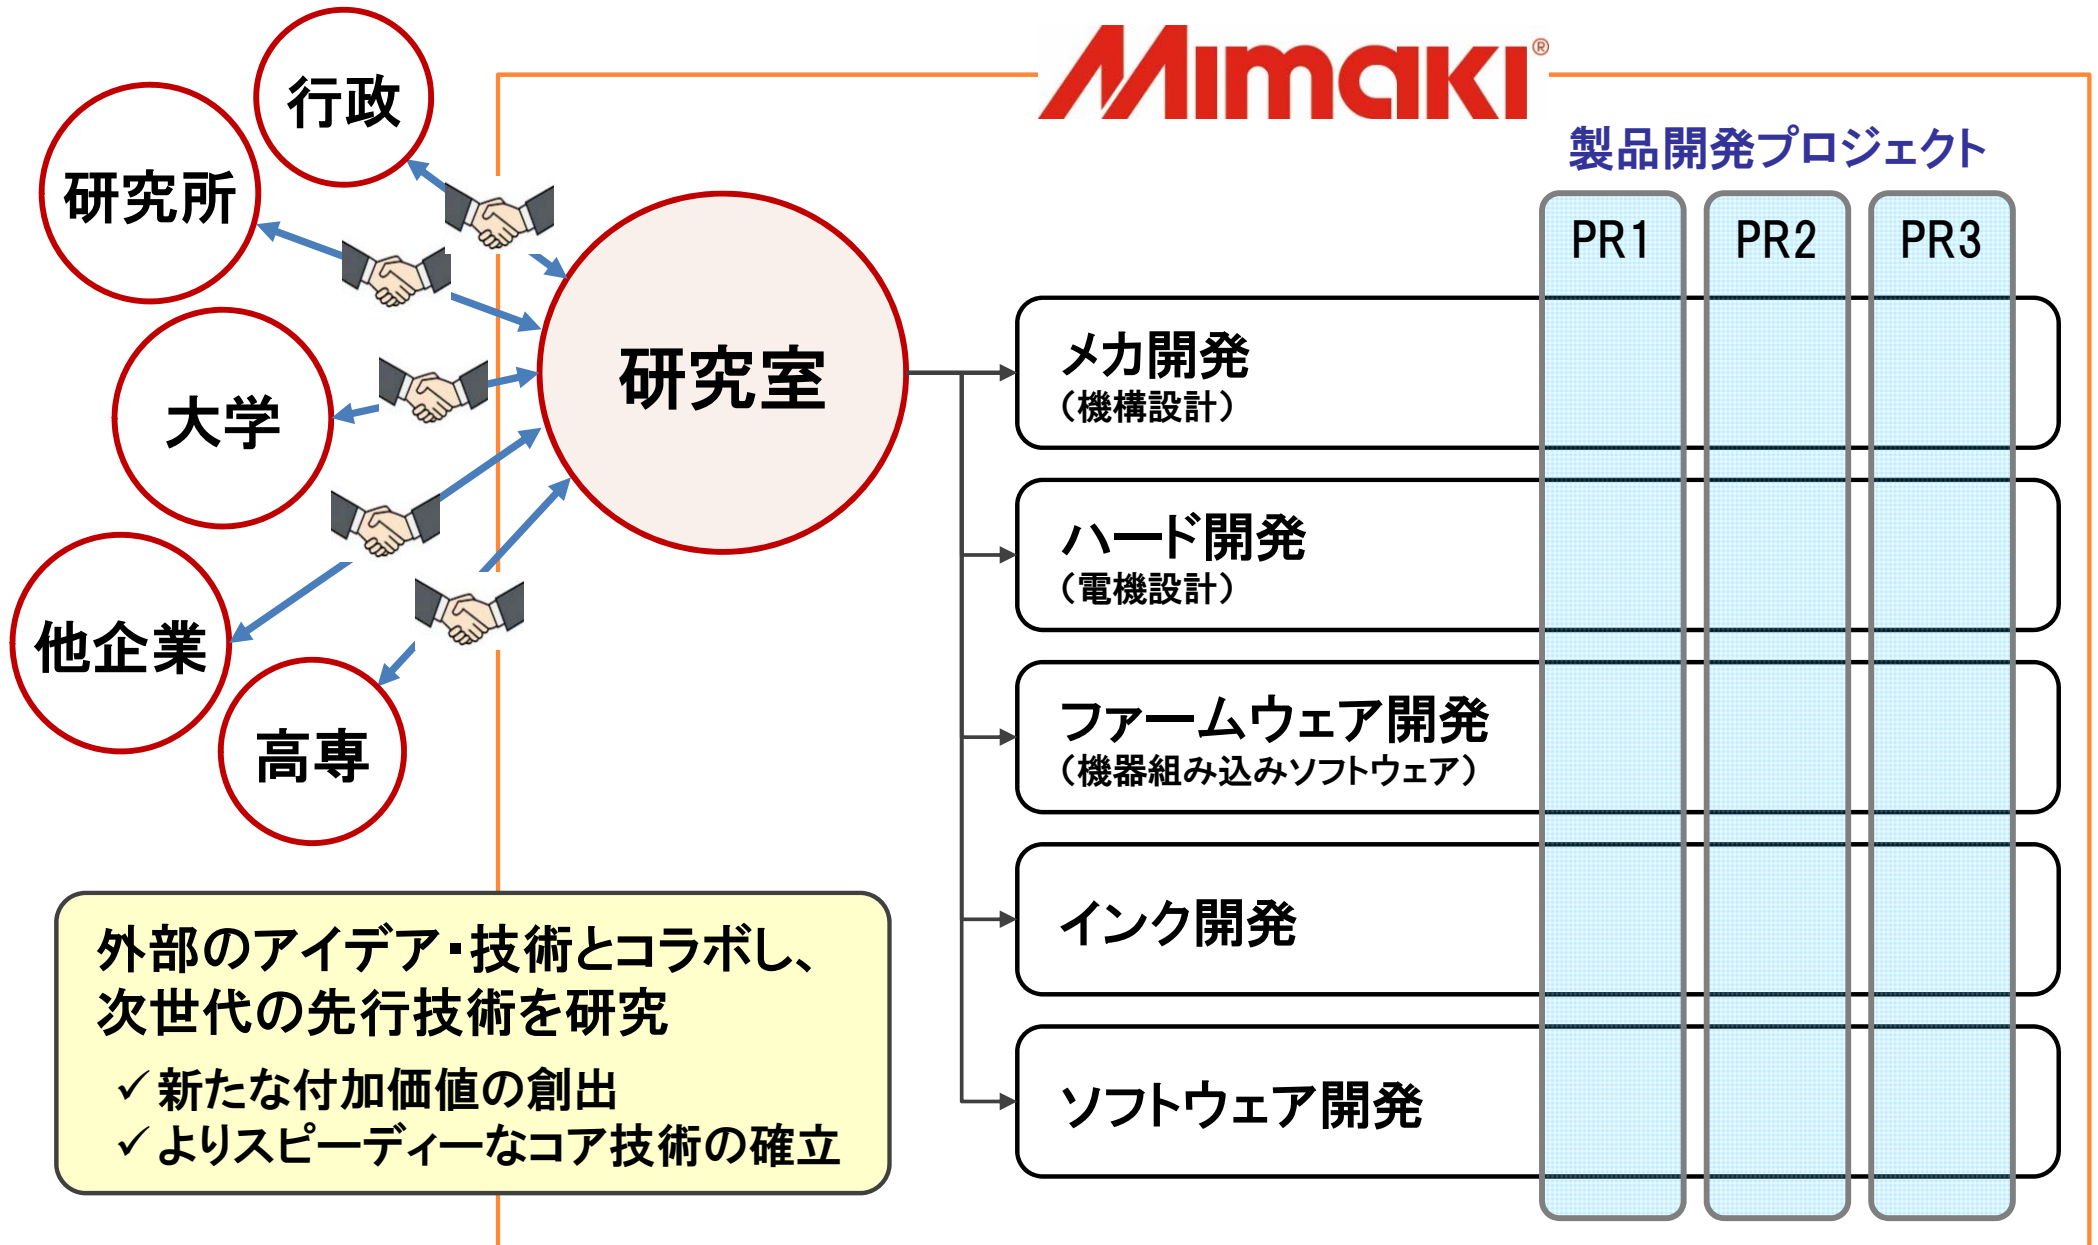 Mimaki®
行政
研究所
大学
他企業
高専
研究室
製品開発プロジェクト
PR1
PR2
PR3
メカ開発
（機構設計）
ハード開発
（電機設計）
ファームウェア開発
（機器組み込みソフトウェア）
インク開発
ソフトウェア開発
外部のアイデア・技術とコラボし、
次世代の先行技術を研究
✓新たな付加価値の創出
✓よりスピーディーなコア技術の確立